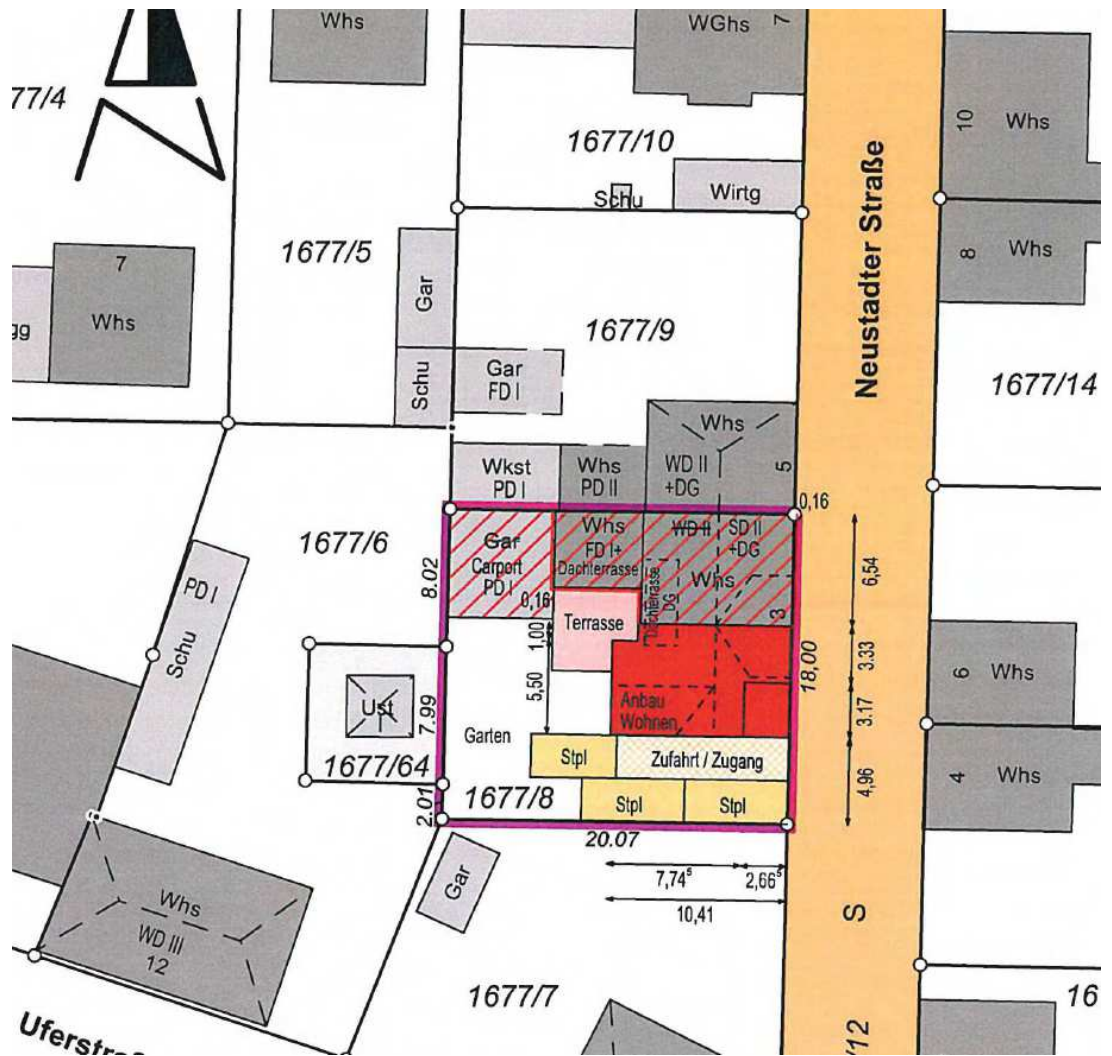 Whs
WGhs
7
77/4
10
Whs
1677/10
Schu
Wirtg
Neustadter Straße
1677/5
8
Whs
7
Whs
gg
Gar
1677/9
Schu
Gar
FD I
1677/14
Whs
Wkst
PD I
Whs
PD II
WD II
+DG
5
0,16
1677/6
Gar
Carport
PD I
Whs
FD I+
Dachterrasse
WD II
SD II
+DG
Whs
Dachterrasse
DG
3
6,54
8.02
PD I
Schu
0,16
1,00
Terrasse
18,00
3.33
6
Whs
Ust
7.99
5,50
Garten
Anbau
Wohnen
3.17
1677/64
Stpl
Zufahrt / Zugang
4,96
4
Whs
2.01
1677/8
Stpl
Stpl
20.07
Gar
7,74⁵
2,66⁵
10,41
Whs
WD III
12
S
1677/7
16
/12
Uferstraß